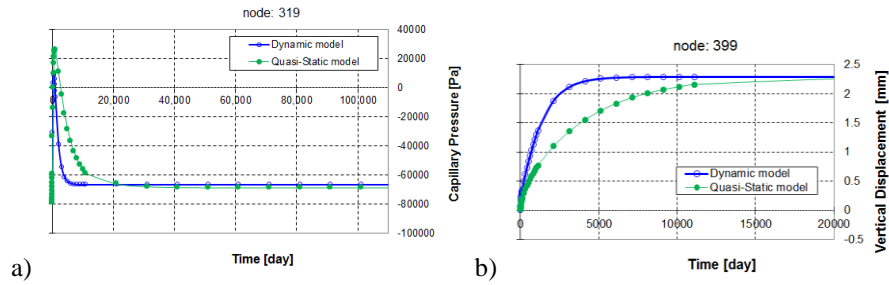 node: 319
Dynamic model
Quasi-Static model
40000
20000
0
-20000
-40000
-60000
-80000
-100000
0
20,000
40,000
60,000
80,000
100,000
Capillary Pressure [Pa]
Time [day]
a)
node: 399
2.5
2
1.5
1
0.5
0
-0.5
Dynamic model
Quasi-Static model
0
5000
10000
15000
20000
Vertical Displacement [mm]
Time [day]
b)